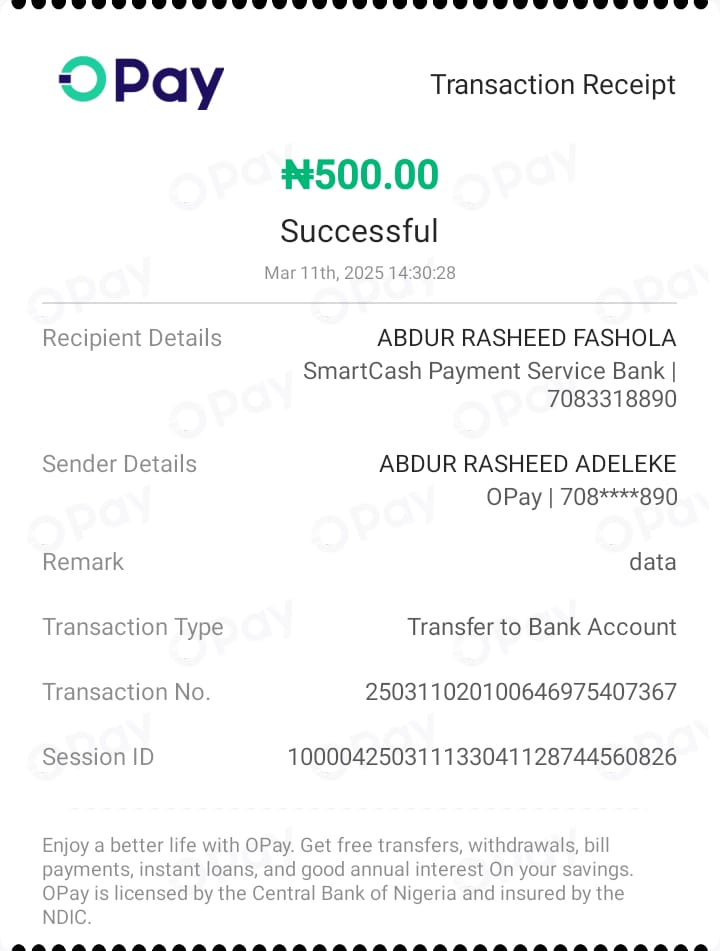 OPay
Transaction Receipt
₦500.00
Successful
Mar 11th, 2025 14:30:28
Recipient Details
ABDUR RASHEED FASHOLA
SmartCash Payment Service Bank |
7083318890
Sender Details
ABDUR RASHEED ADELEKE
OPay | 708****890
Remark
data
Transaction Type
Transfer to Bank Account
Transaction No.
250311020100646975407367
Session ID
100004250311133041128744560826
Enjoy a better life with OPay. Get free transfers, withdrawals, bill
payments, instant loans, and good annual interest On your savings.
OPay is licensed by the Central Bank of Nigeria and insured by the
NDIC.